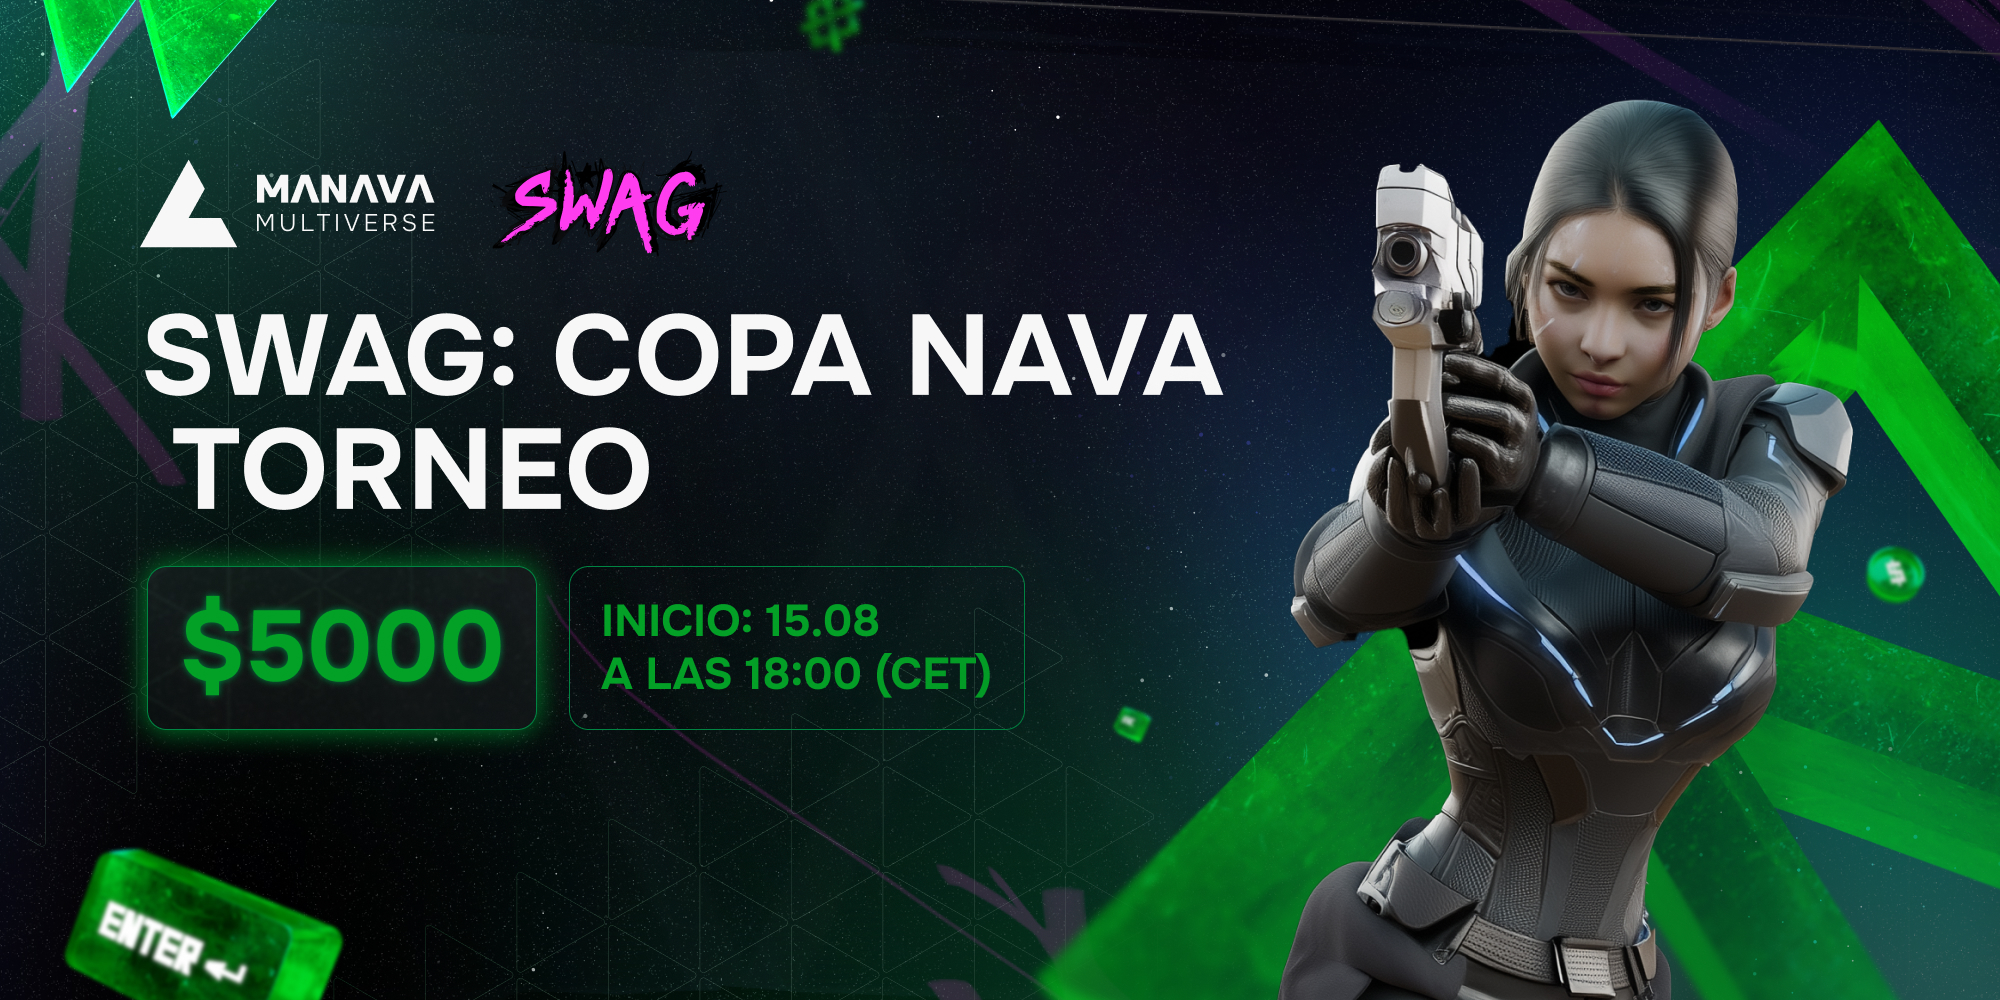 MANAVA
MULTIVERSE
SWAG
SWAG: COPA NAVA
TORNEO
$5000
INICIO: 15.08
A LAS 18:00 (CET)
$
ENTER